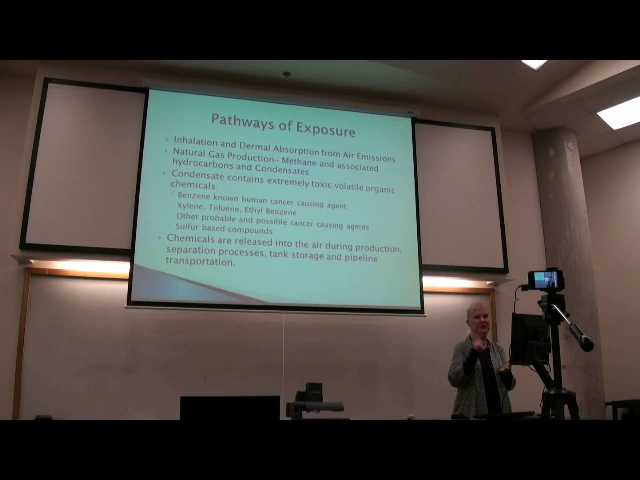 Pathways of Exposure
Inhalation and Dermal Absorption from Air Emissions
Natural Gas Production- Methane and associated
hydrocarbons and Condensates
Condensate contains extremely toxic volatile organic
chemicals:
Benzene known human cancer causing agent
Xylene, Toluene, Ethyl Benzene
Other probable and possible cancer causing agents
Sulfur based compounds
Chemicals are released into the air during production,
separation processes, tank storage and pipeline
transportation.